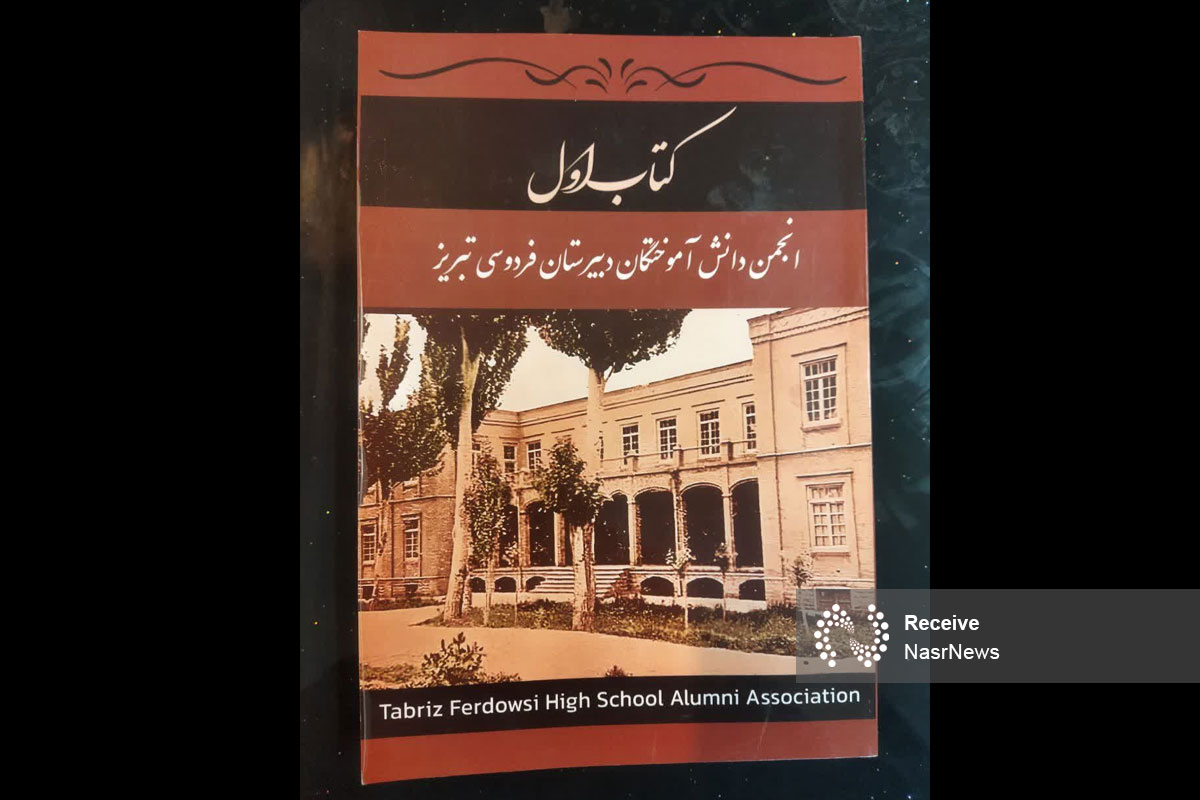 کتاب اول
انجمن دانش آموختگان دبیرستان فردوسی تبریز
Receive
NasrNews
Tabriz Ferdowsi High School Alumni Association